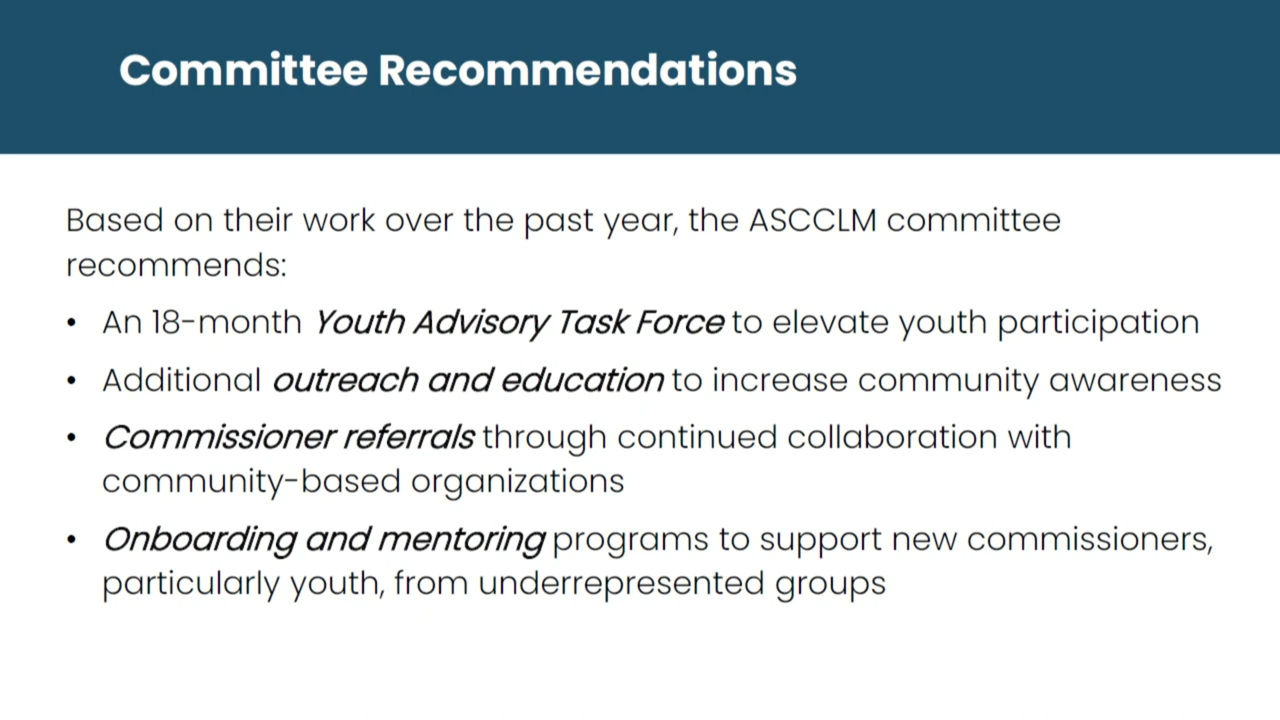 Committee Recommendations
Based on their work over the past year, the ASCCLM committee
recommends:
• An 18-month Youth Advisory Task Force to elevate youth participation
• Additional outreach and education to increase community awareness
• Commissioner referrals through continued collaboration with
community-based organizations
• Onboarding and mentoring programs to support new commissioners,
particularly youth, from underrepresented groups